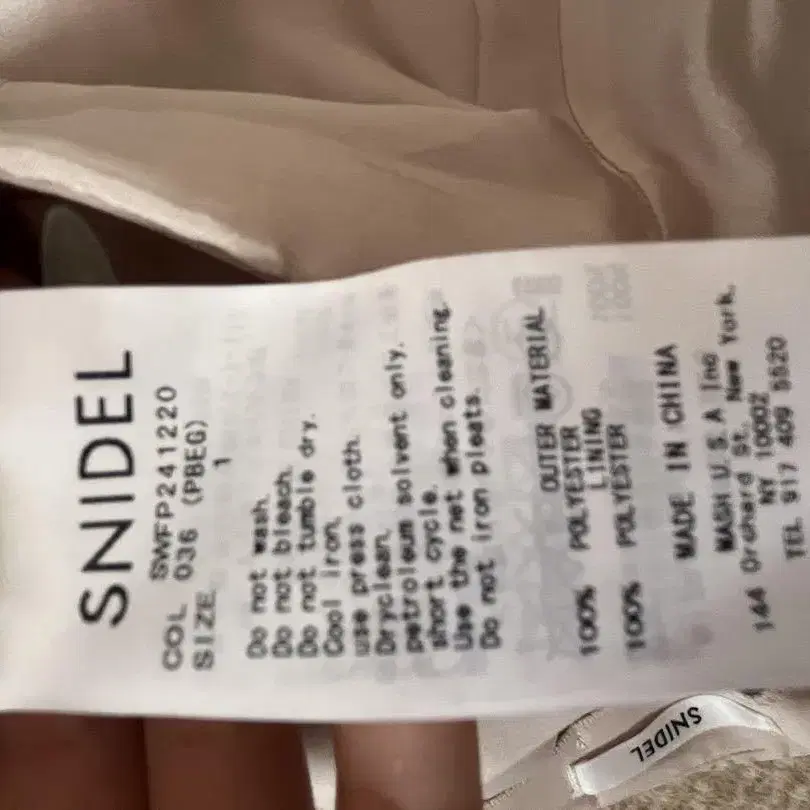 SNIDEL
SWFP241220
COL 036 (PBEG)
SIZE 1
Do not wash.
Do not bleach.
Do not tumble dry.
Cool iron,
use press cloth.
Dryclean,
petroleum solvent only,
short cycle.
Use the net when cleaning.
Do not iron pleats.
OUTER MATERIAL
100% POLYESTER
LINING
100% POLYESTER
MADE IN CHINA
MASH U.S.A Inc
144 Orchard St. New York,
NY 10002
TEL 917 409 5520
SNIDEL